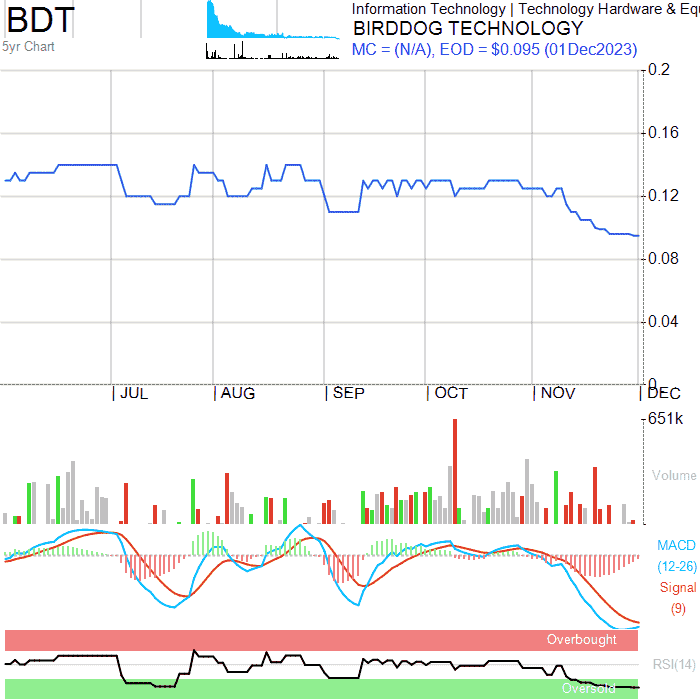 BDT
5yr Chart
Information Technology | Technology Hardware & Equ
BIRDDOG TECHNOLOGY
MC = (N/A), EOD = $0.095 (01Dec2023)
0.2
0.16
0.12
0.08
0.04
0
JUL AUG SEP OCT NOV DEC
651k
Volume
MACD
(12-26)
Signal
(9)
Overbought
RSI(14)
Oversold